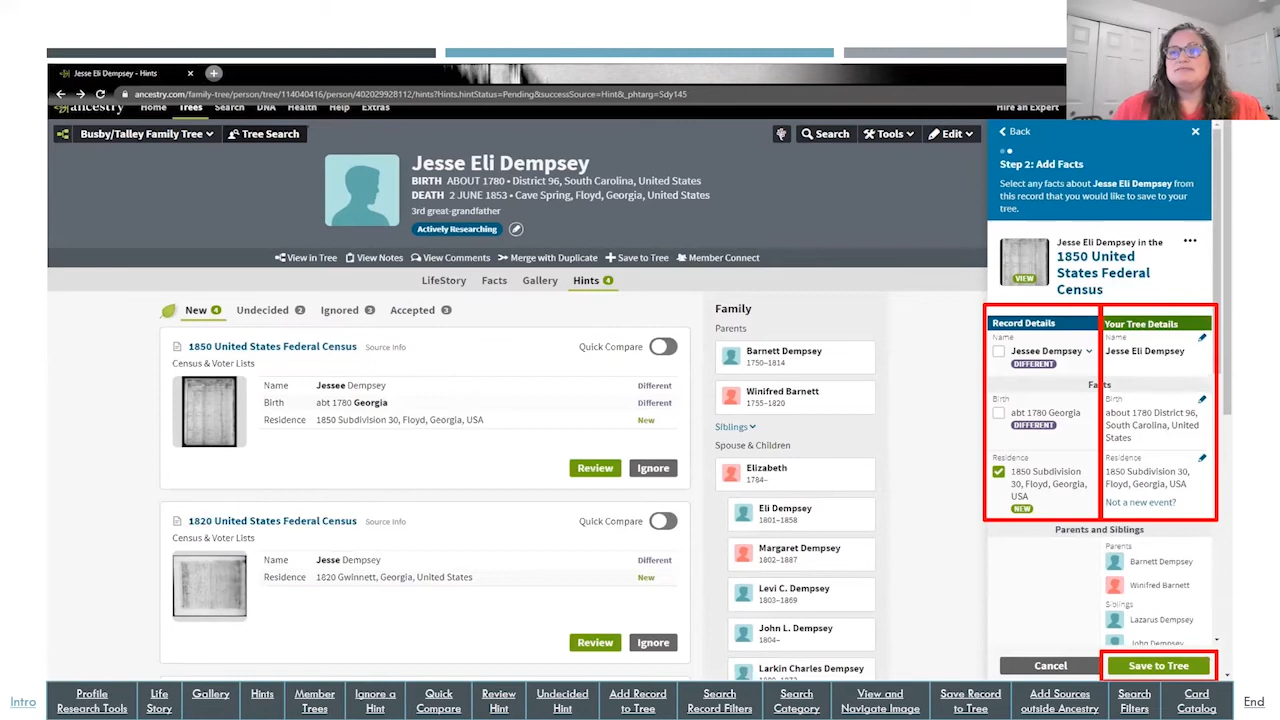 Jesse Eli Dempsey - Hints
ancestry.com/family-tree/person/tree/114040416/person/402029928112/hints?Hints.hintStatus=Pending&successSource=Hint&_phtarg=Sdy145
ancestry Home Trees Search DNA Health Help Extras Hire an Expert
Busby/Talley Family Tree Tree Search Search Tools Edit
Jesse Eli Dempsey
BIRTH ABOUT 1780 • District 96, South Carolina, United States
DEATH 2 JUNE 1853 • Cave Spring, Floyd, Georgia, United States
3rd great-grandfather
Actively Researching
View in Tree View Notes View Comments Merge with Duplicate Save to Tree Member Connect
LifeStory Facts Gallery Hints 4
New 4 Undecided 2 Ignored 3 Accepted 3
1850 United States Federal Census Source Info Quick Compare
Census & Voter Lists
Name Jessee Dempsey Different
Birth abt 1780 Georgia Different
Residence 1850 Subdivision 30, Floyd, Georgia, USA New
Review Ignore
1820 United States Federal Census Source Info Quick Compare
Census & Voter Lists
Name Jesse Dempsey Different
Residence 1820 Gwinnett, Georgia, United States New
Review Ignore
Family
Parents
Barnett Dempsey
1750–1814
Winifred Barnett
1755–1820
Siblings
Spouse & Children
Elizabeth
1784–
Eli Dempsey
1801–1858
Margaret Dempsey
1802–1887
Levi C. Dempsey
1803–1869
John L. Dempsey
1804–
Larkin Charles Dempsey
Back
Step 2: Add Facts
Select any facts about Jesse Eli Dempsey from
this record that you would like to save to your
tree.
Jesse Eli Dempsey in the
1850 United
States Federal
Census
VIEW
Record Details Your Tree Details
Name Name
Jessee Dempsey Jesse Eli Dempsey
DIFFERENT
Facts
Birth Birth
abt 1780 Georgia about 1780 District 96,
DIFFERENT South Carolina, United
States
Residence Residence
1850 Subdivision 1850 Subdivision 30,
30, Floyd, Georgia, Floyd, Georgia, USA
USA Not a new event?
NEW
Parents and Siblings
Parents
Barnett Dempsey
Winifred Barnett
Siblings
Lazarus Dempsey
John Dempsey
Cancel Save to Tree
Intro
Profile
Research Tools
Life
Story
Gallery
Hints
Member
Trees
Ignore a
Hint
Quick
Compare
Review
Hint
Undecided
Hint
Add Record
to Tree
Search
Record Filters
Search
Category
View and
Navigate Image
Save Record
to Tree
Add Sources
outside Ancestry
Search
Filters
Card
Catalog
End